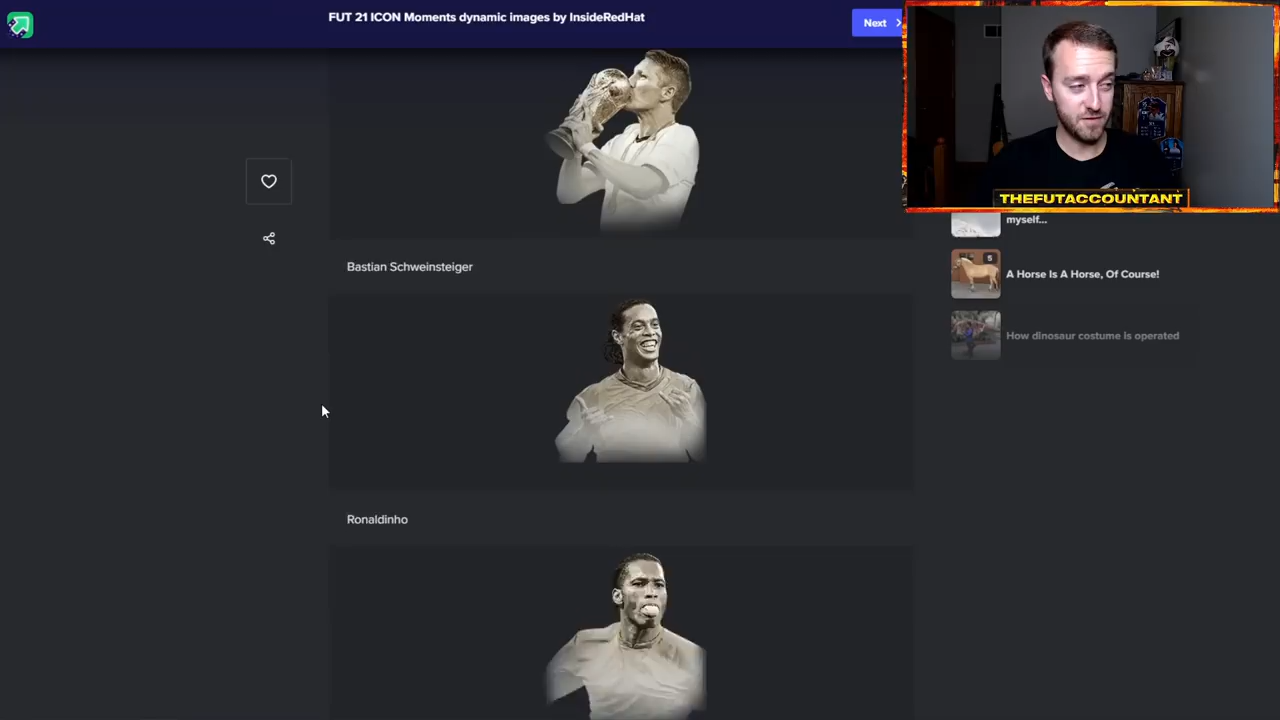 FUT 21 ICON Moments dynamic images by InsideRedHat
Next
THEFUTACCOUNTANT
myself...
5
A Horse Is A Horse, Of Course!
How dinosaur costume is operated
Bastian Schweinsteiger
Ronaldinho